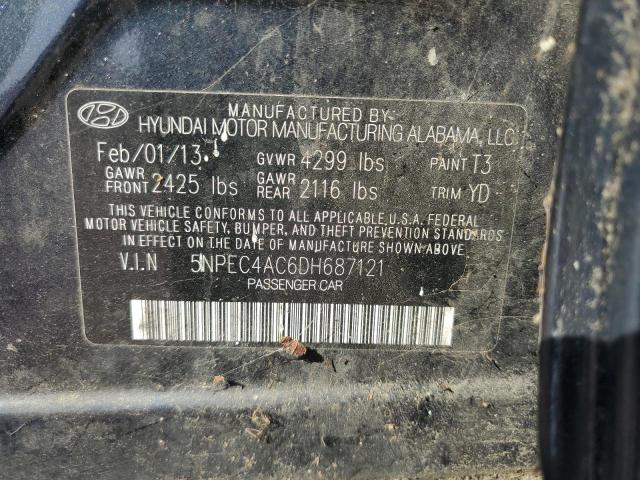 MANUFACTURED BY
HYUNDAI MOTOR MANUFACTURING ALABAMA, LLC
Feb/01/13 GVWR 4299 lbs PAINT T3
GAWR FRONT 2425 lbs GAWR REAR 2116 lbs TRIM YD
THIS VEHICLE CONFORMS TO ALL APPLICABLE, U.S.A. FEDERAL
MOTOR VEHICLE SAFETY, BUMPER, AND THEFT PREVENTION STANDARDS
IN EFFECT ON THE DATE OF MANUFACTURE SHOWN ABOVE.
V.I.N 5NPEC4AC6DH687121
PASSENGER CAR